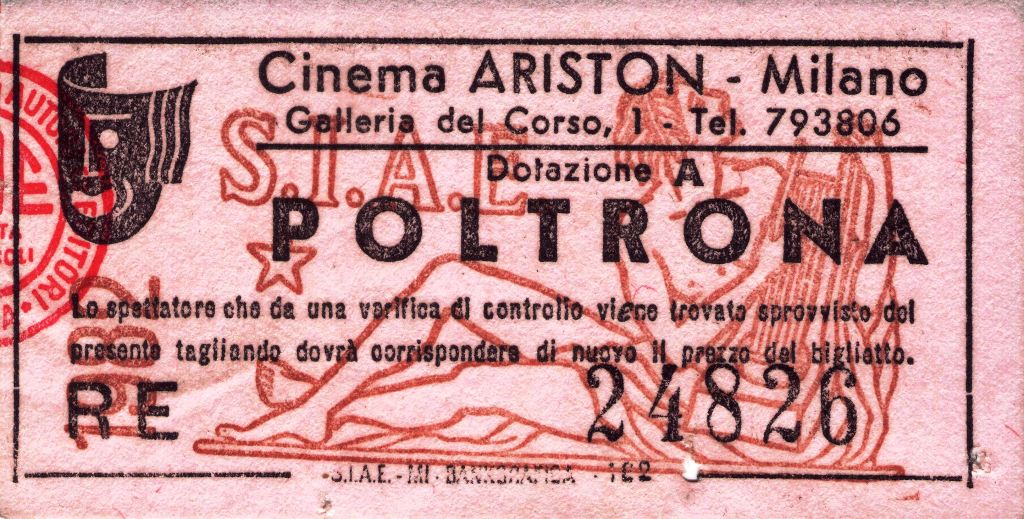 Cinema ARISTON - Milano
Galleria del Corso, 1 - Tel. 793806
S.I.A.E
Dotazione A
POLTRONA
Lo spettatore che da una verifica di controllo viene trovato sprovvisto del
presente tagliando dovrà corrispondere di nuovo il prezzo del biglietto.
RE 24826
-S.I.A.E. - MI -